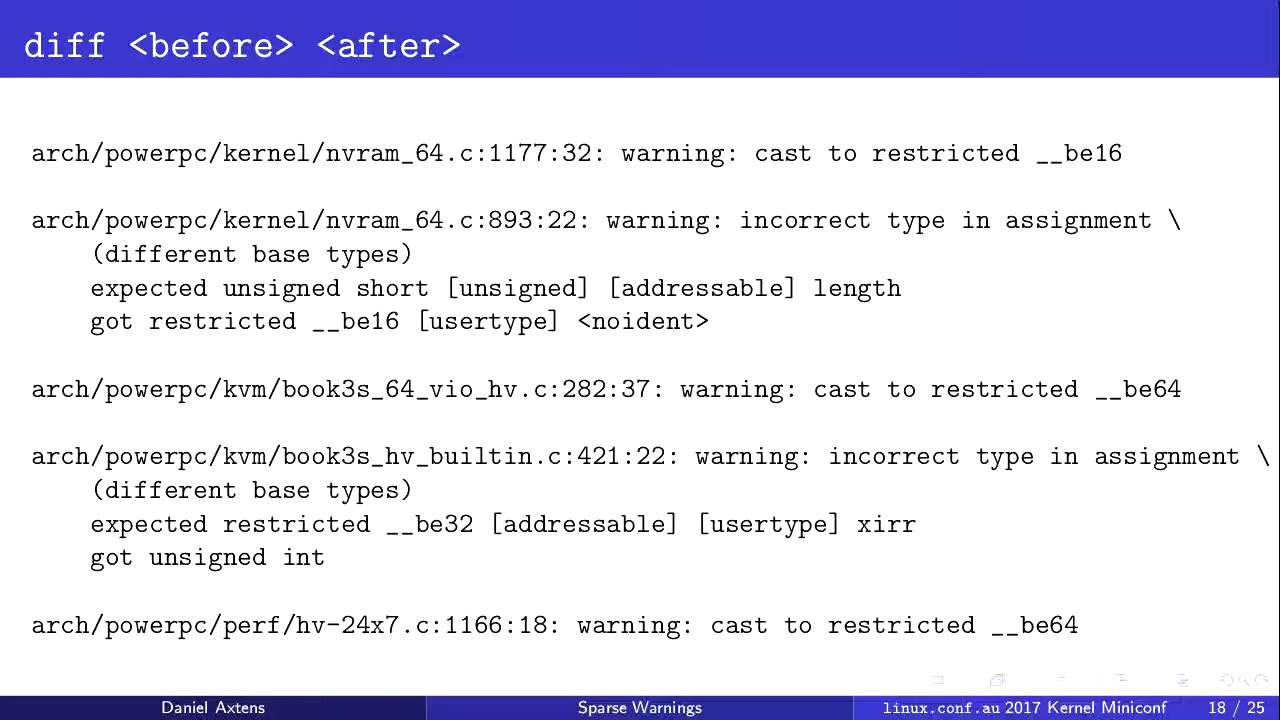 diff <before> <after>
arch/powerpc/kernel/nvram_64.c:1177:32: warning: cast to restricted __be16
arch/powerpc/kernel/nvram_64.c:893:22: warning: incorrect type in assignment \
(different base types)
expected unsigned short [unsigned] [addressable] length
got restricted __be16 [usertype] <noident>
arch/powerpc/kvm/book3s_64_vio_hv.c:282:37: warning: cast to restricted __be64
arch/powerpc/kvm/book3s_hv_builtin.c:421:22: warning: incorrect type in assignment \
(different base types)
expected restricted __be32 [addressable] [usertype] xirr
got unsigned int
arch/powerpc/perf/hv-24x7.c:1166:18: warning: cast to restricted __be64
Daniel Axtens
Sparse Warnings
linux.conf.au 2017 Kernel Miniconf
18 / 25